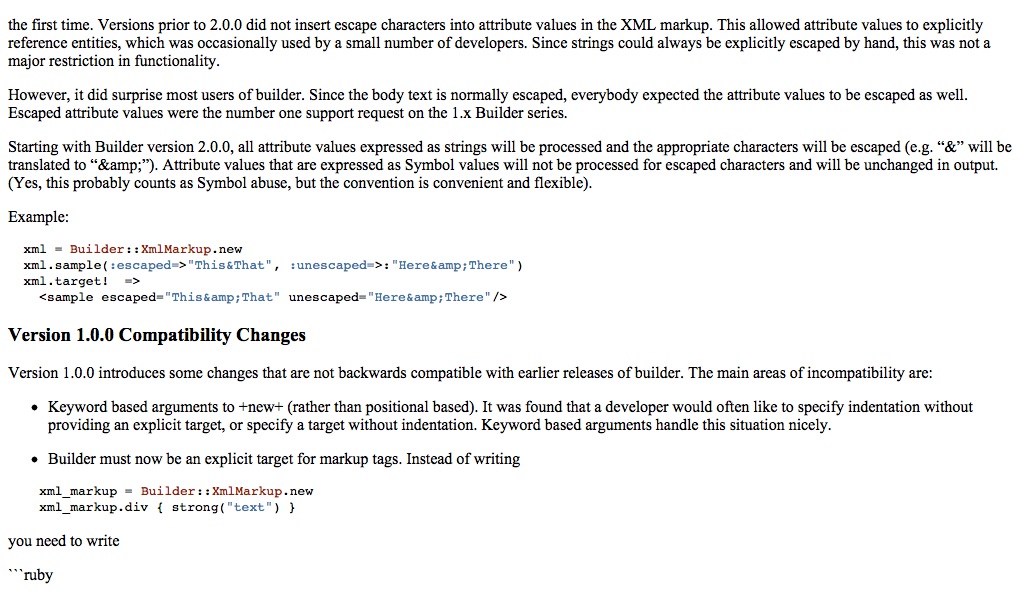 the first time. Versions prior to 2.0.0 did not insert escape characters into attribute values in the XML markup. This allowed attribute values to explicitly
reference entities, which was occasionally used by a small number of developers. Since strings could always be explicitly escaped by hand, this was not a
major restriction in functionality.
However, it did surprise most users of builder. Since the body text is normally escaped, everybody expected the attribute values to be escaped as well.
Escaped attribute values were the number one support request on the 1.x Builder series.
Starting with Builder version 2.0.0, all attribute values expressed as strings will be processed and the appropriate characters will be escaped (e.g. “&” will be
translated to “&amp;”). Attribute values that are expressed as Symbol values will not be processed for escaped characters and will be unchanged in output.
(Yes, this probably counts as Symbol abuse, but the convention is convenient and flexible).
Example:
xml = Builder::XmlMarkup.new
xml.sample(:escaped=>"This&That", :unescaped=>:"Here&amp;There")
xml.target!  =>
<sample escaped="This&amp;That" unescaped="Here&amp;There"/>
Version 1.0.0 Compatibility Changes
Version 1.0.0 introduces some changes that are not backwards compatible with earlier releases of builder. The main areas of incompatibility are:
• Keyword based arguments to +new+ (rather than positional based). It was found that a developer would often like to specify indentation without
providing an explicit target, or specify a target without indentation. Keyword based arguments handle this situation nicely.
• Builder must now be an explicit target for markup tags. Instead of writing
xml_markup = Builder::XmlMarkup.new
xml_markup.div { strong("text") }
you need to write
```ruby